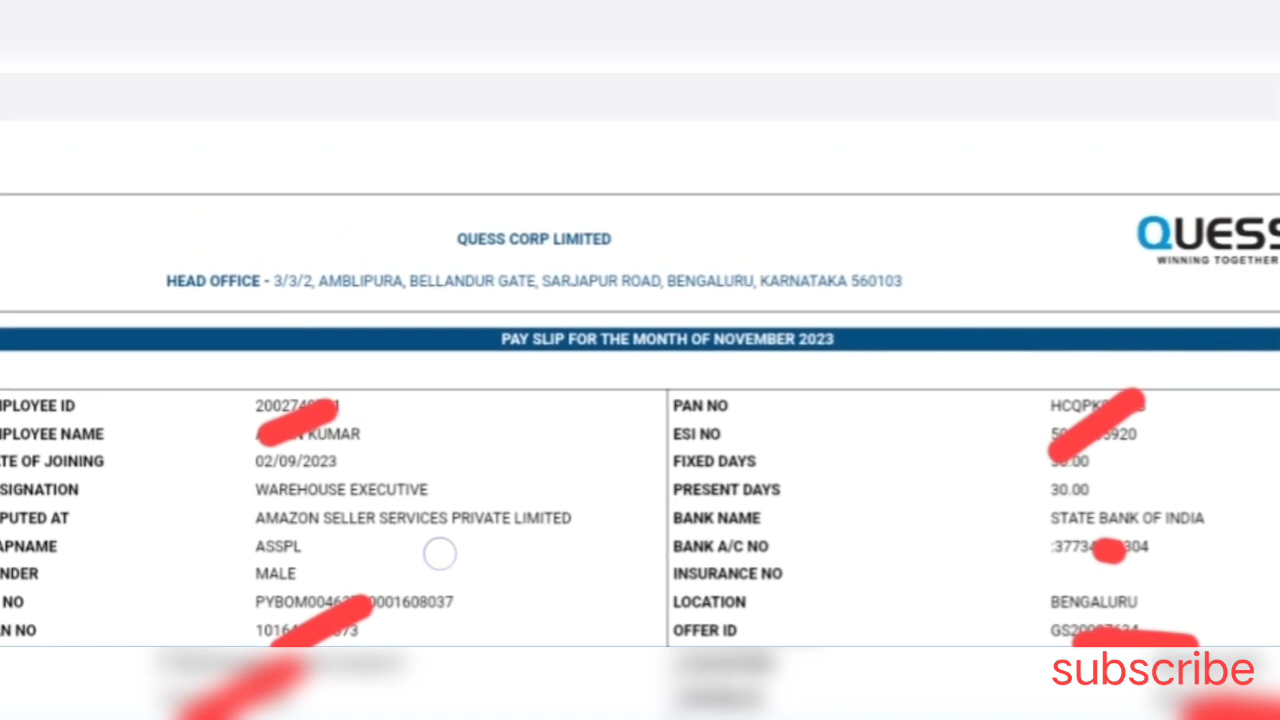 QUESS CORP LIMITED
QUESS
WINNING TOGETHER
HEAD OFFICE - 3/3/2, AMBLIPURA, BELLANDUR GATE, SARJAPUR ROAD, BENGALURU, KARNATAKA 560103
PAY SLIP FOR THE MONTH OF NOVEMBER 2023
PLOYEE ID
PLOYEE NAME KUMAR
TE OF JOINING 02/09/2023
SIGNATION WAREHOUSE EXECUTIVE
PUTED AT AMAZON SELLER SERVICES PRIVATE LIMITED
APNAME ASSPL
NDER MALE
NO
N NO
PAN NO
ESI NO
FIXED DAYS
PRESENT DAYS 30.00
BANK NAME STATE BANK OF INDIA
BANK A/C NO
INSURANCE NO
LOCATION BENGALURU
OFFER ID
subscribe